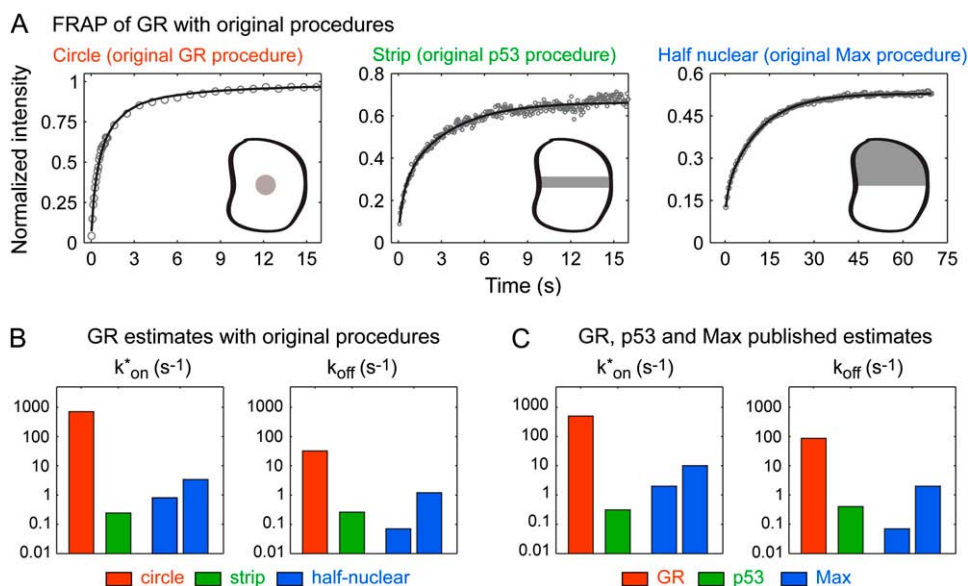 A FRAP of GR with original procedures
Circle (original GR procedure)
Strip (original p53 procedure)
Half nuclear (original Max procedure)
Normalized intensity
1
0.75
0.5
0.25
0
0 3 6 9 12 15
0.8
0.6
0.4
0.2
0
0 3 6 9 12 15
0.6
0.45
0.3
0.15
0
0 15 30 45 60 75
Time (s)
B GR estimates with original procedures
k*on (s-1)
koff (s-1)
1000
100
10
1
0.1
0.01
1000
100
10
1
0.1
0.01
circle strip half-nuclear
C GR, p53 and Max published estimates
k*on (s-1)
koff (s-1)
1000
100
10
1
0.1
0.01
1000
100
10
1
0.1
0.01
GR p53 Max